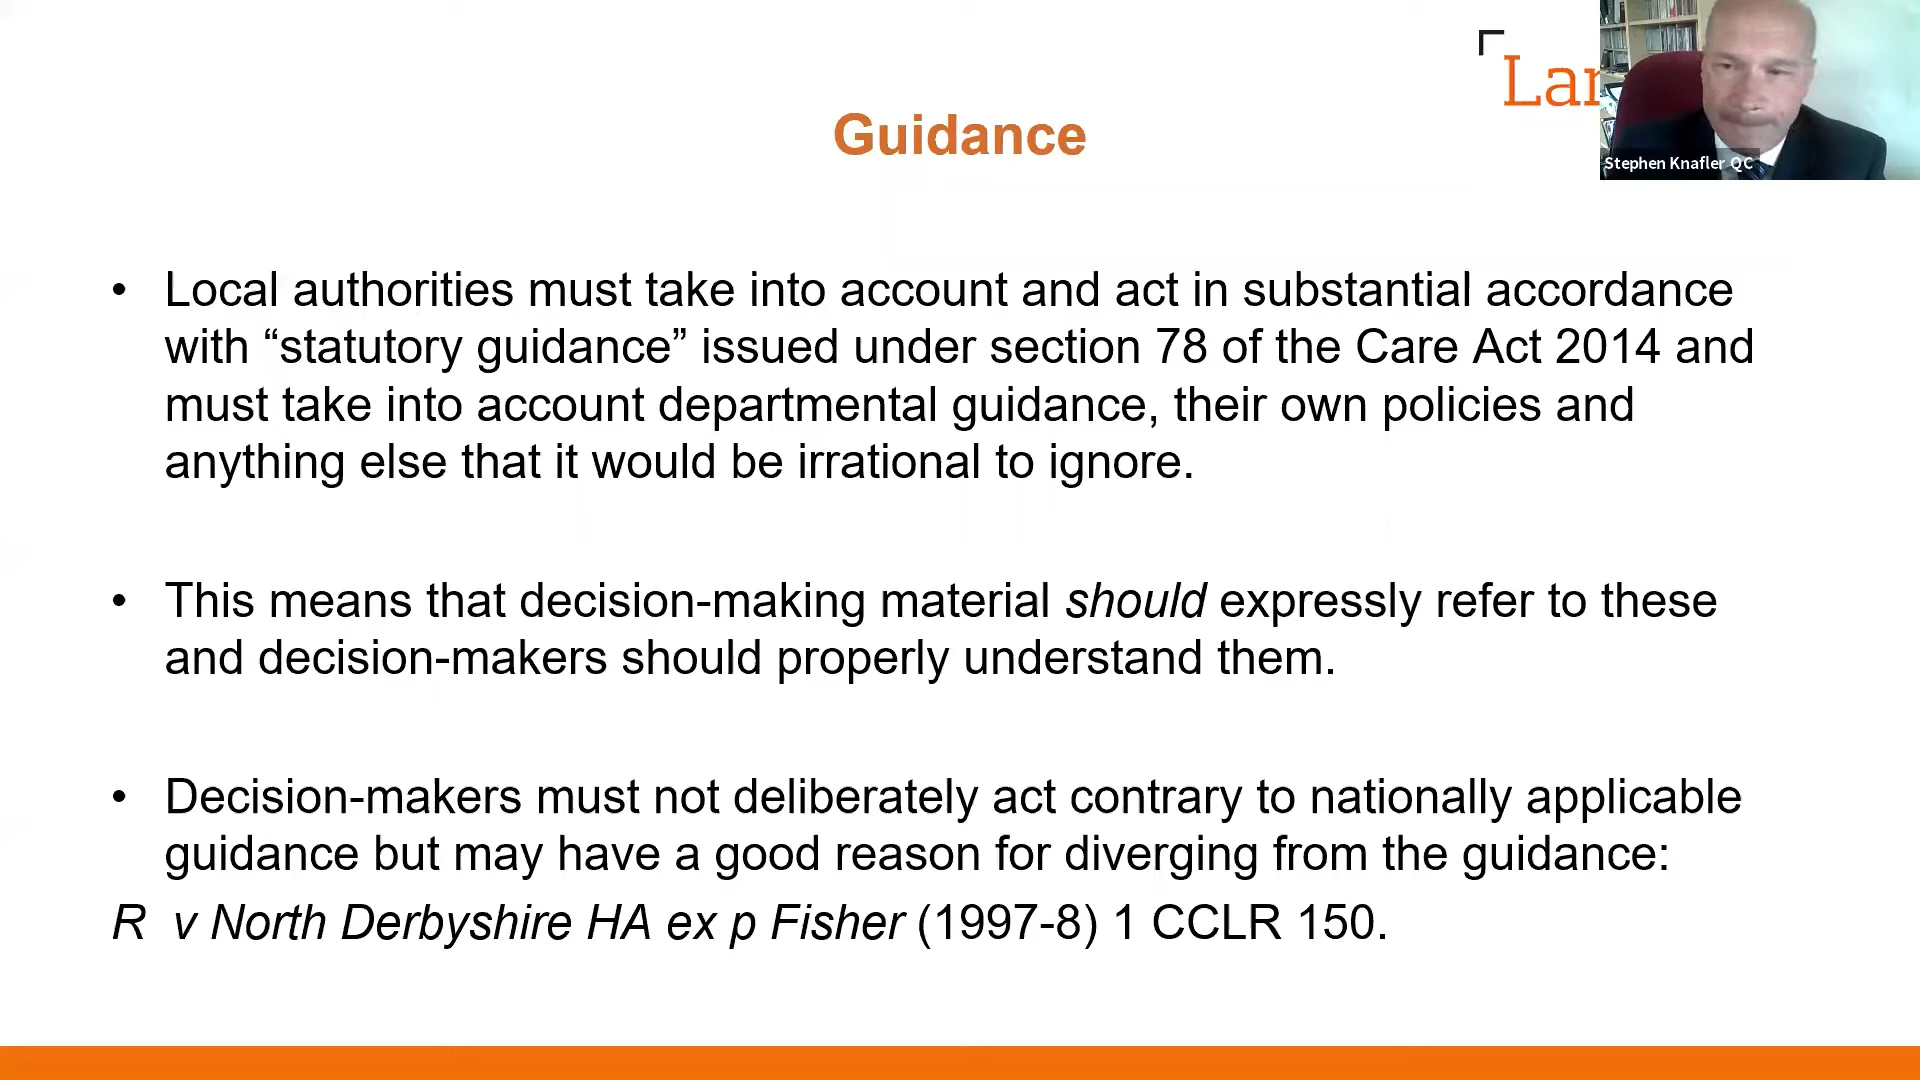 Lan
Stephen Knafler QC
Guidance
• Local authorities must take into account and act in substantial accordance
with “statutory guidance” issued under section 78 of the Care Act 2014 and
must take into account departmental guidance, their own policies and
anything else that it would be irrational to ignore.
• This means that decision-making material should expressly refer to these
and decision-makers should properly understand them.
• Decision-makers must not deliberately act contrary to nationally applicable
guidance but may have a good reason for diverging from the guidance:
R v North Derbyshire HA ex p Fisher (1997-8) 1 CCLR 150.